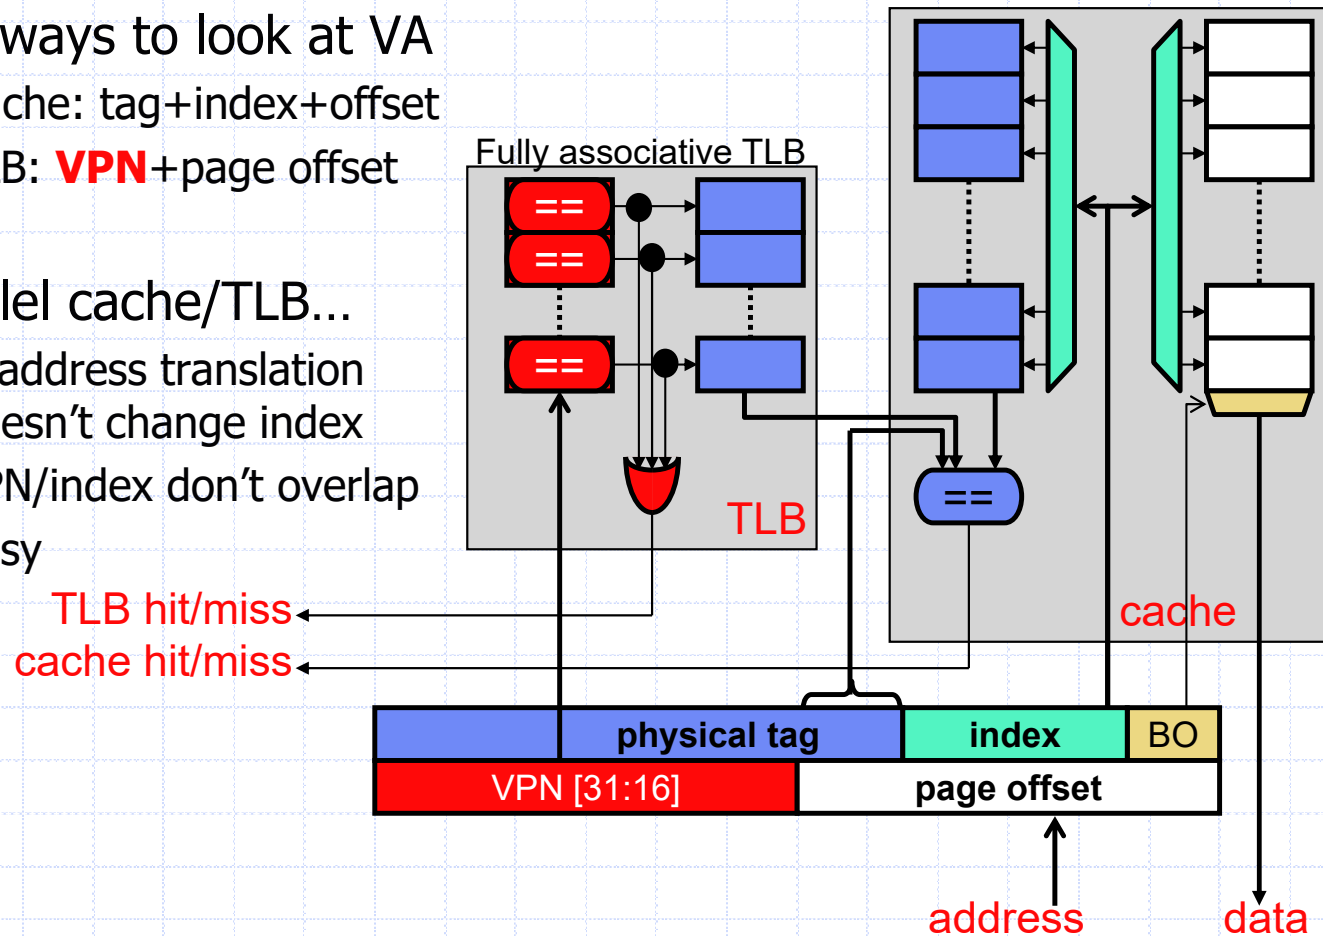 ways to look at VA
che: tag+index+offset
B: VPN+page offset
lel cache/TLB…
address translation
esn’t change index
PN/index don’t overlap
sy
Fully associative TLB
==
==
==
TLB
==
cache
TLB hit/miss
cache hit/miss
physical tag index BO
VPN [31:16] page offset
address data